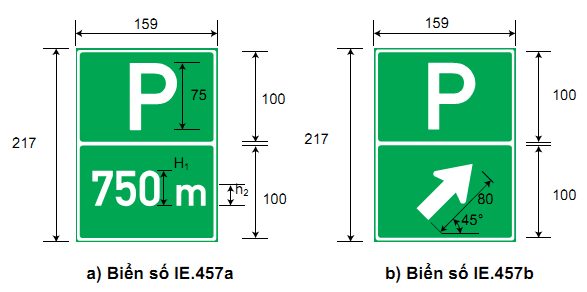 159
P
75
100
217
750 m
H₁
h₂
100
a) Biển số IE.457a
159
P
100
217
80
45°
100
b) Biển số IE.457b